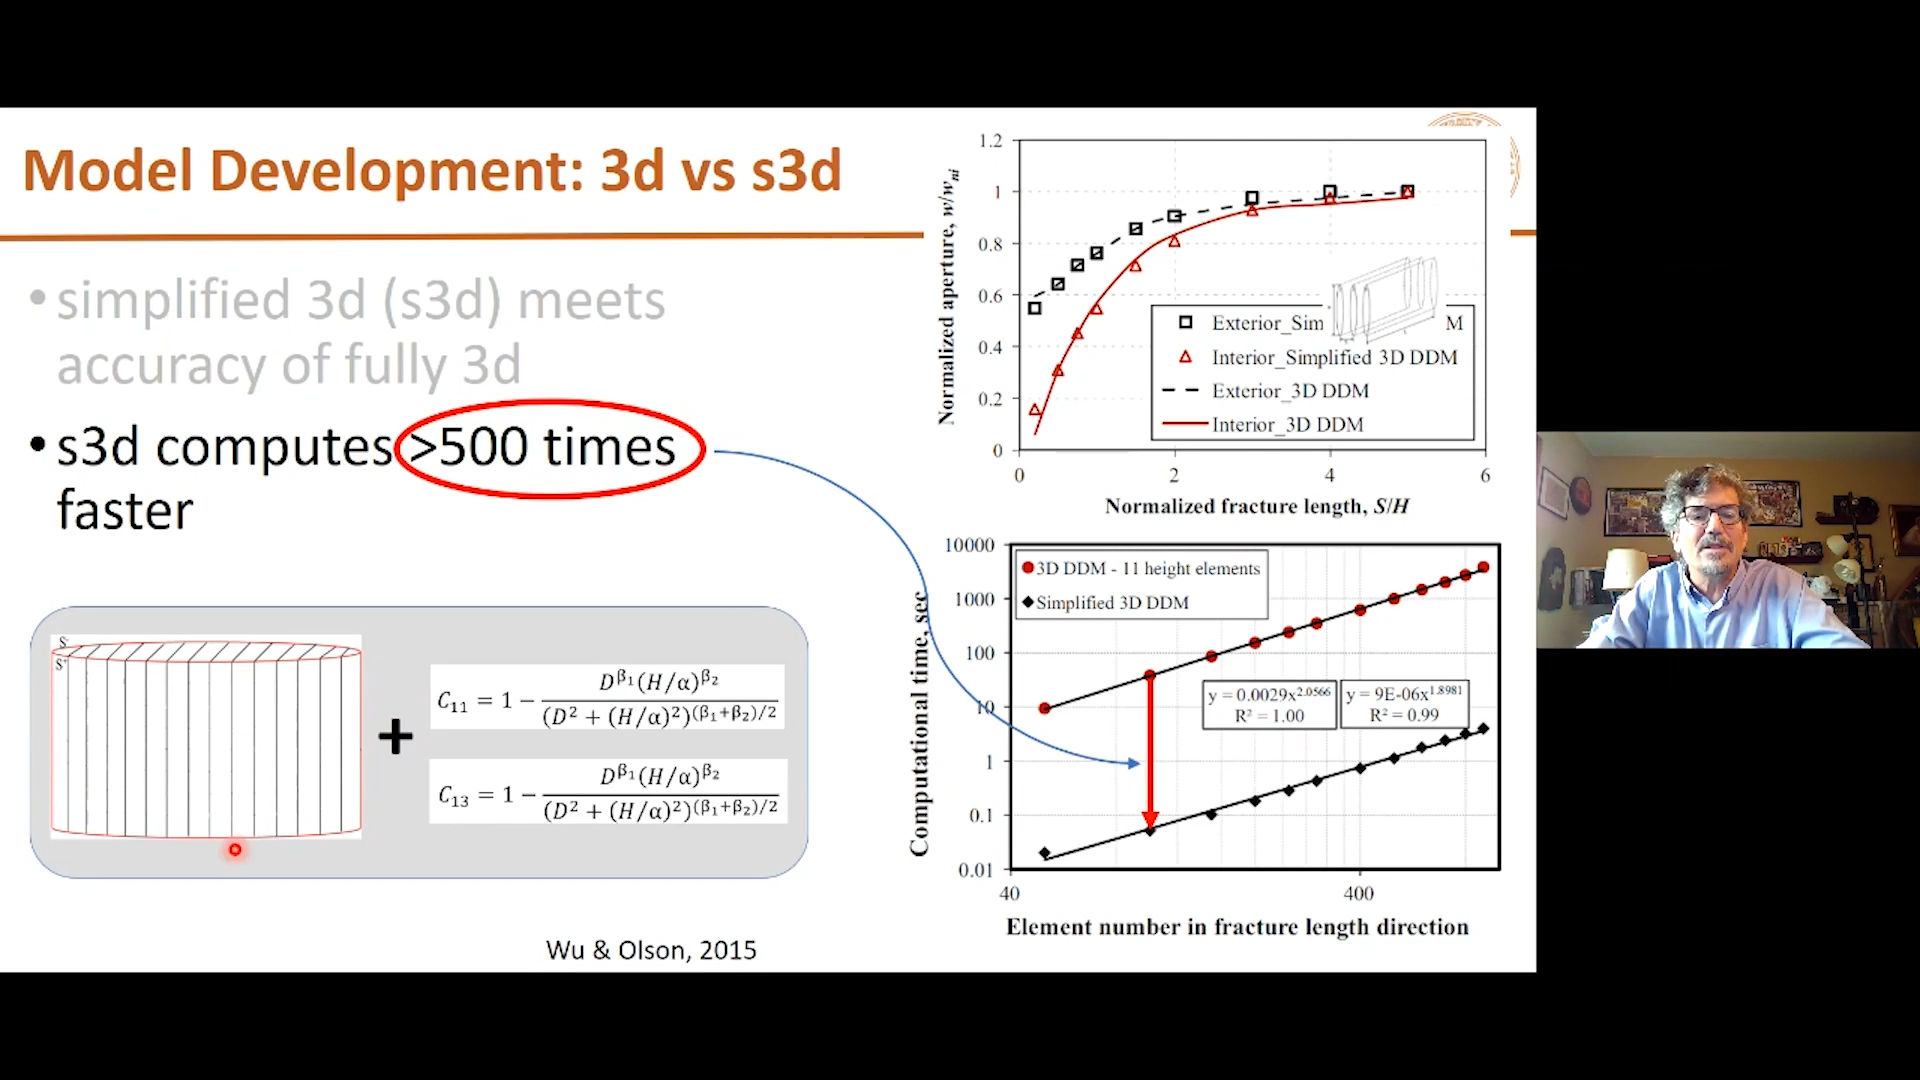 Model Development: 3d vs s3d
• simplified 3d (s3d) meets
accuracy of fully 3d
• s3d computes >500 times
faster
S⁻
S⁺
+
C₁₁ = 1 − D^β₁(H/α)^β₂ / (D² + (H/α)²)^(β₁+β₂)/2
C₁₃ = 1 − D^β₁(H/α)^β₂ / (D² + (H/α)²)^(β₁+β₂)/2
Wu & Olson, 2015
Normalized aperture, w/wₙᵢ
1.2
1
0.8
0.6
0.4
0.2
0
0 2 4 6
Normalized fracture length, S/H
Exterior_Sim M
Interior_Simplified 3D DDM
Exterior_3D DDM
Interior_3D DDM
Computational time, sec
10000
1000
100
10
1
0.1
0.01
40 400
Element number in fracture length direction
3D DDM - 11 height elements
Simplified 3D DDM
y = 0.0029x^2.0566
R² = 1.00
y = 9E-06x^1.8981
R² = 0.99